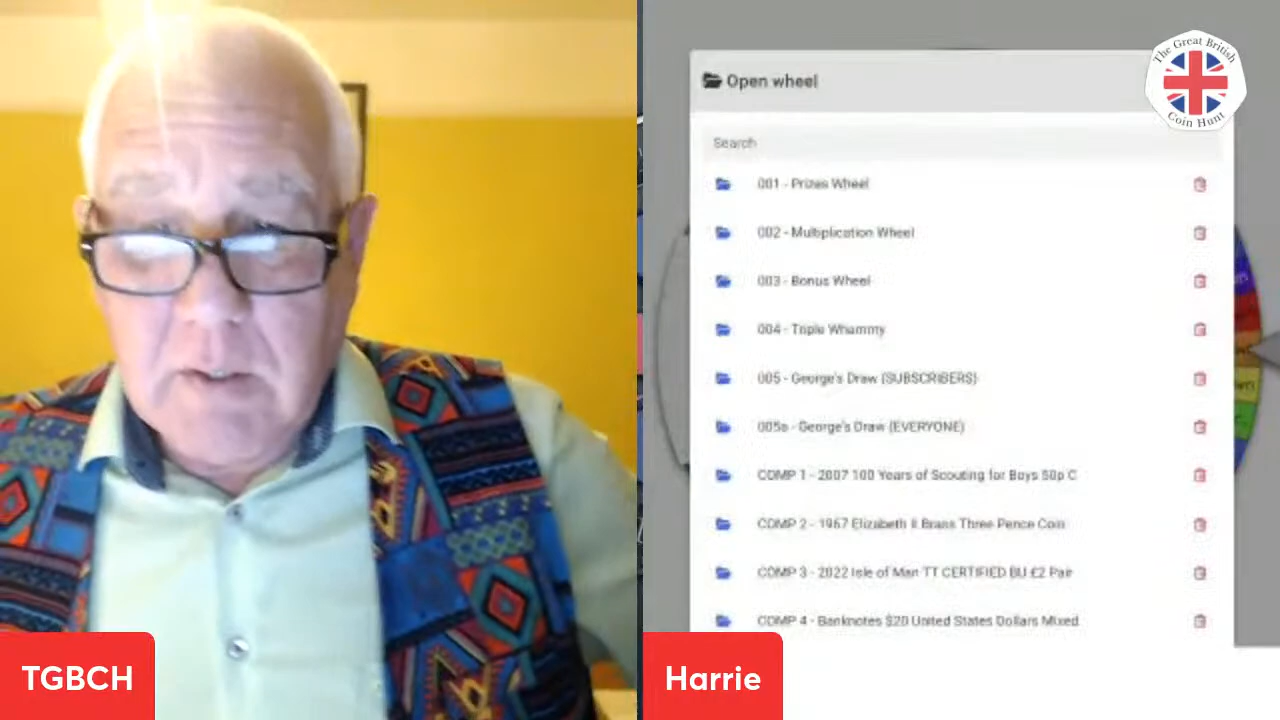 Open wheel
Search
001 - Prizes Wheel
002 - Multiplication Wheel
003 - Bonus Wheel
004 - Triple Whammy
005 - George's Draw (SUBSCRIBERS)
005a - George's Draw (EVERYONE)
COMP 1 - 2007 100 Years of Scouting for Boys 50p C
COMP 2 - 1967 Elizabeth II Brass Three Pence Coin
COMP 3 - 2022 Isle of Man TT CERTIFIED BU £2 Pair
COMP 4 - Banknotes $20 United States Dollars Mixed
The Great British
Coin Hunt
TGBCH
Harrie